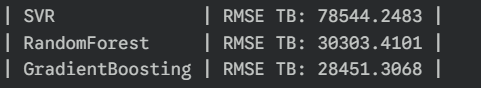 | SVR              | RMSE TB: 78544.2483 |
| RandomForest     | RMSE TB: 30303.4101 |
| GradientBoosting | RMSE TB: 28451.3068 |